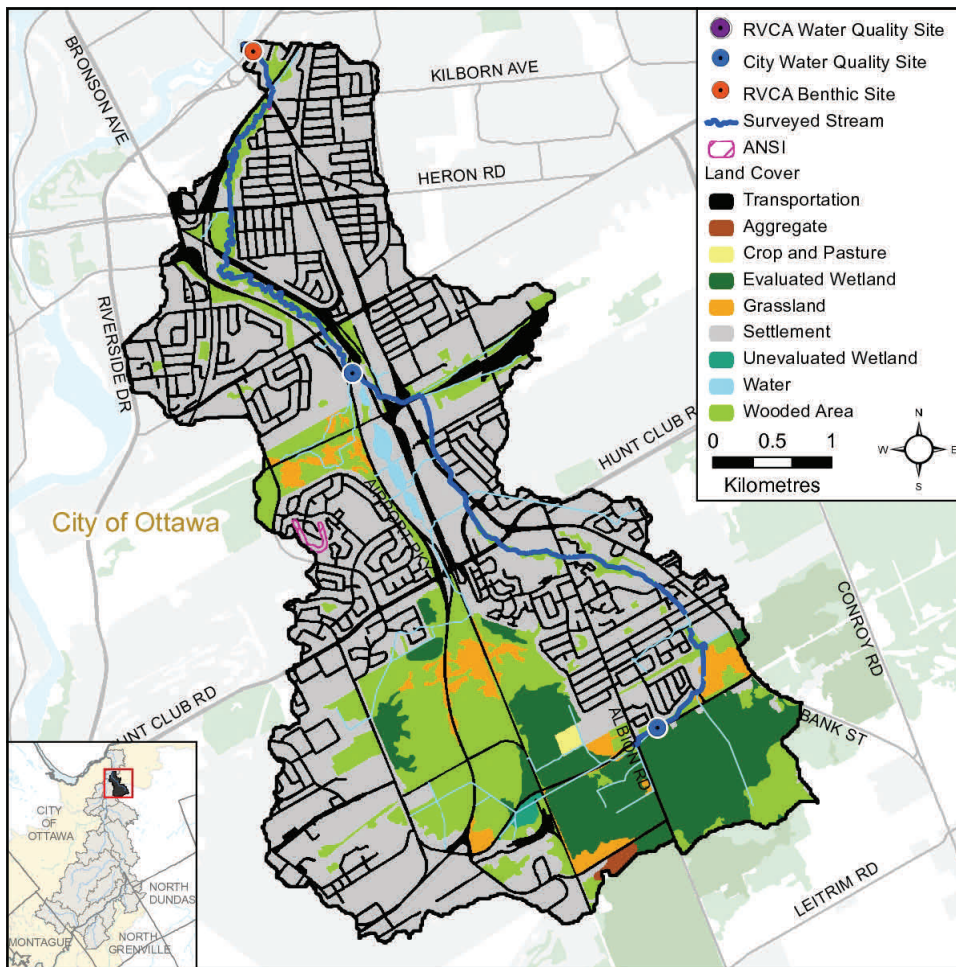 BRONSON AVE
KILBORN AVE
HERON RD
RIVERSIDE DR
HUNT CLUB R
AIRPORT PKY
City of Ottawa
CONROY RD
HUNT CLUB RD
ALBION RD
BANK ST
LEITRIM RD
RVCA Water Quality Site
City Water Quality Site
RVCA Benthic Site
Surveyed Stream
ANSI
Land Cover
Transportation
Aggregate
Crop and Pasture
Evaluated Wetland
Grassland
Settlement
Unevaluated Wetland
Water
Wooded Area
0 0.5 1
Kilometres
N
W E
S
CITY
OF
OTTAWA
NORTH
DUNDAS
MONTAGUE
NORTH
GRENVILLE